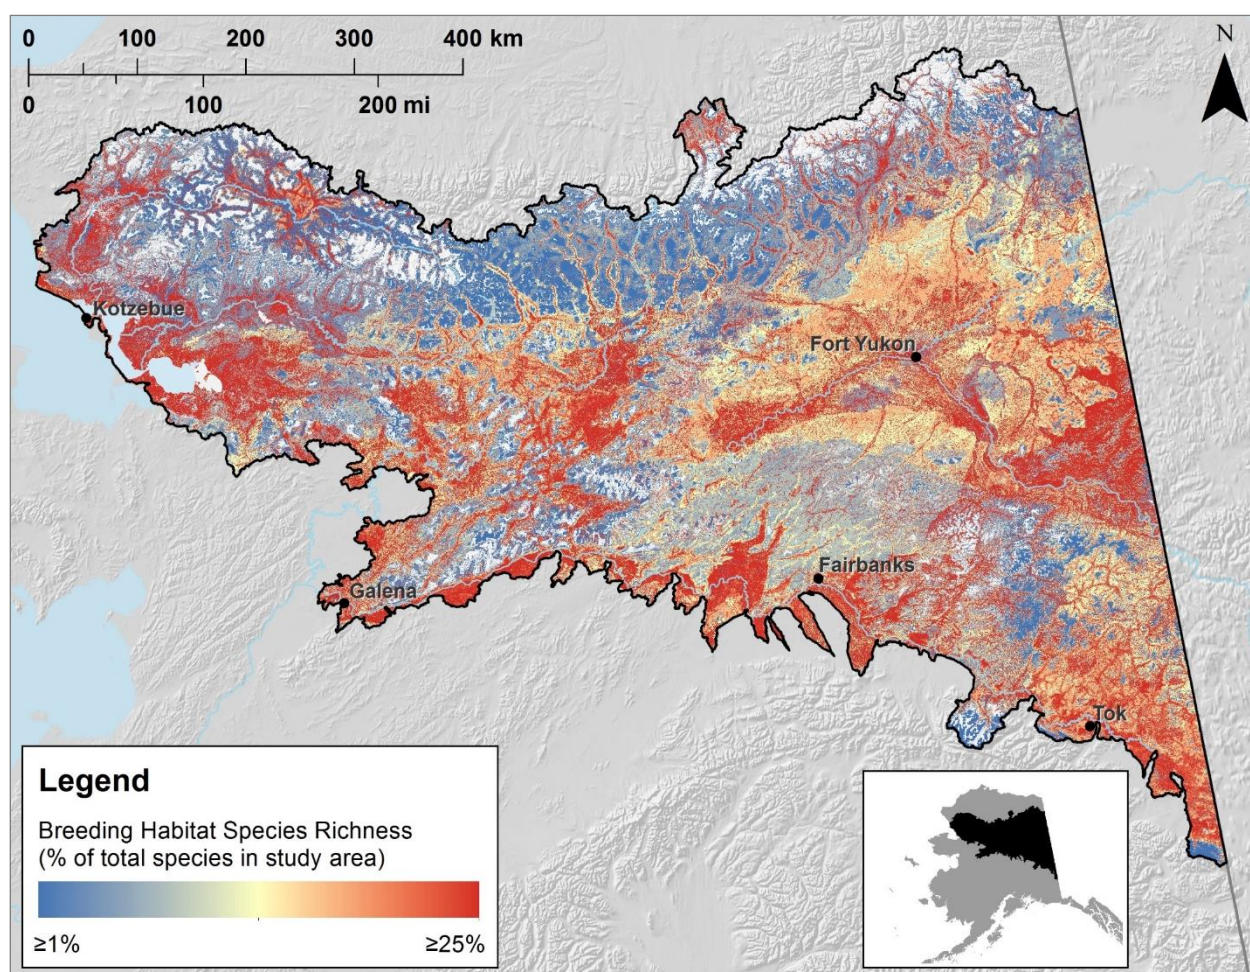 0 100 200 300 400 km
0 100 200 mi
N
Kotzebue
Fort Yukon
Fairbanks
Galena
Tok
Legend
Breeding Habitat Species Richness
(% of total species in study area)
≥1% ≥25%